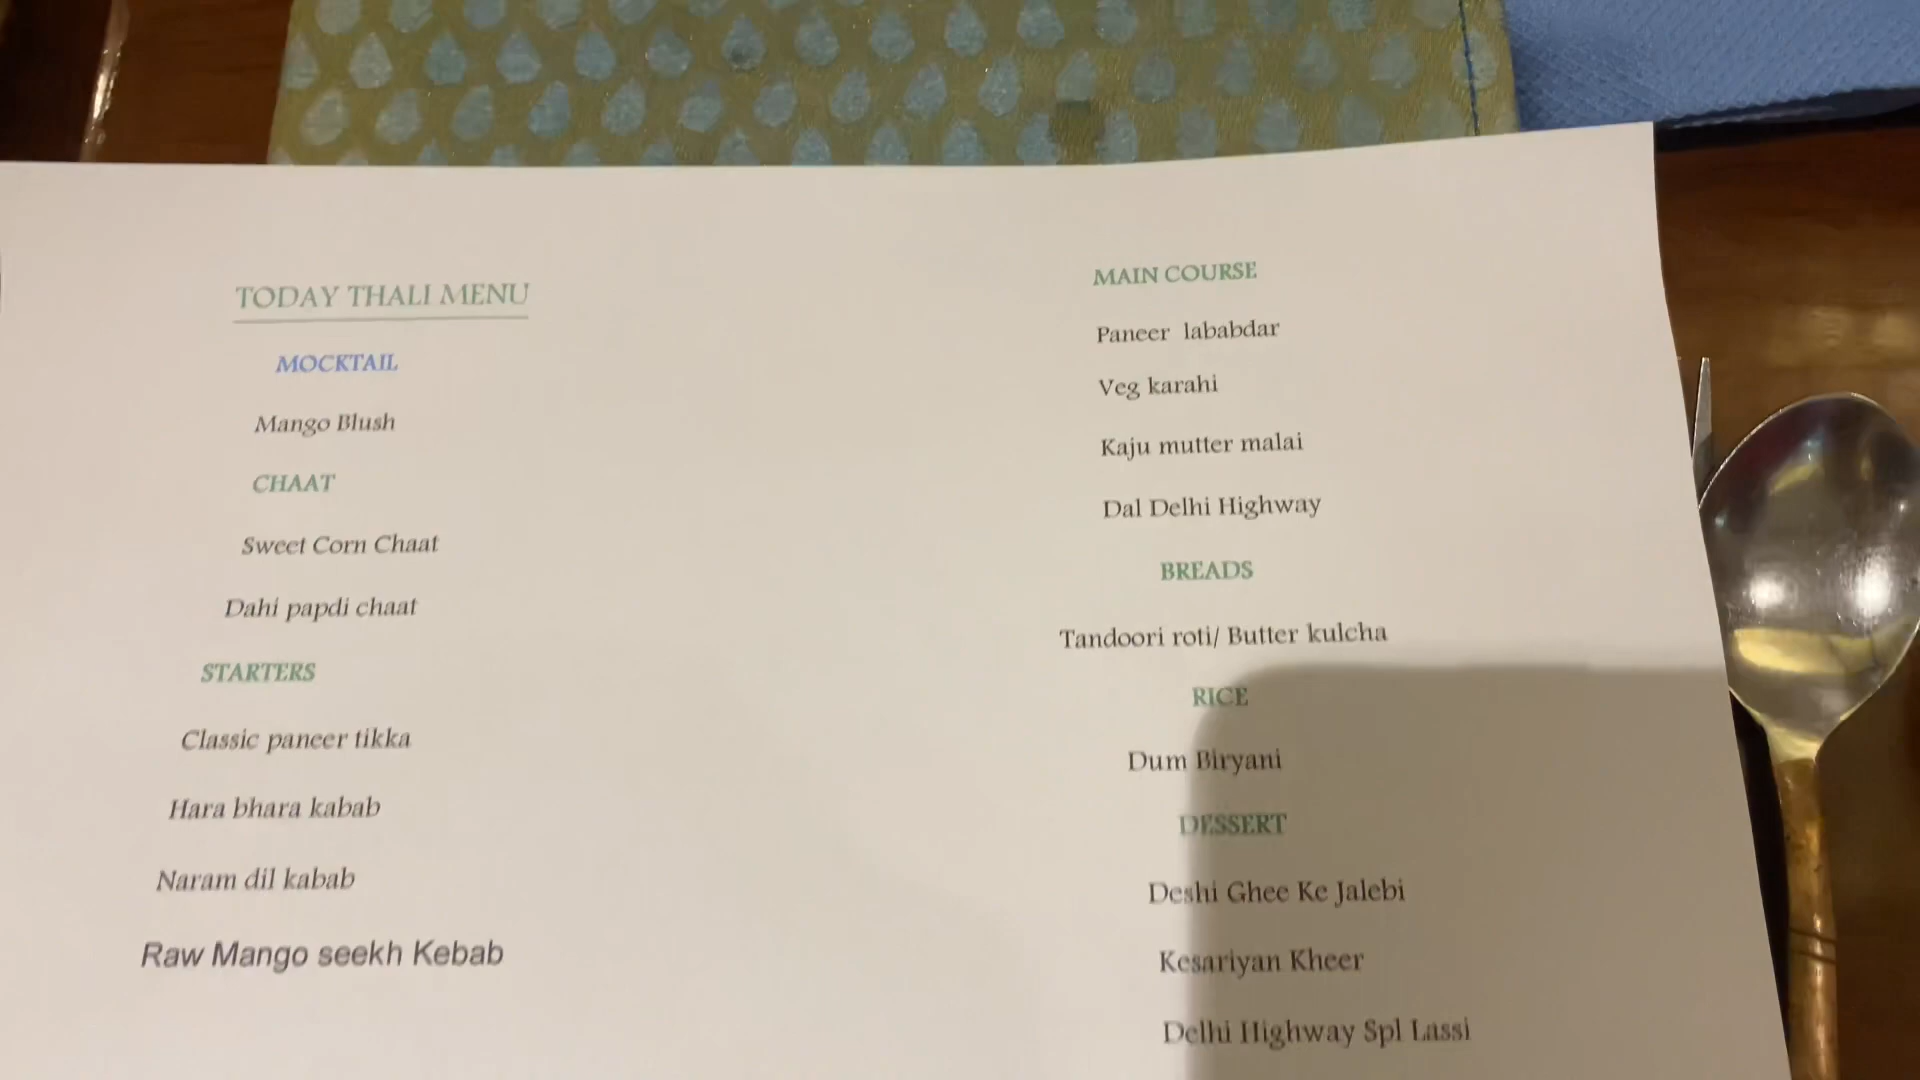 TODAY THALI MENU
MOCKTAIL
Mango Blush
CHAAT
Sweet Corn Chaat
Dahi papdi chaat
STARTERS
Classic paneer tikka
Hara bhara kabab
Naram dil kabab
Raw Mango seekh Kebab
MAIN COURSE
Paneer lababdar
Veg karahi
Kaju mutter malai
Dal Delhi Highway
BREADS
Tandoori roti/ Butter kulcha
RICE
Dum Biryani
DESSERT
Deshi Ghee Ke Jalebi
Kesariyan Kheer
Delhi Highway Spl Lassi